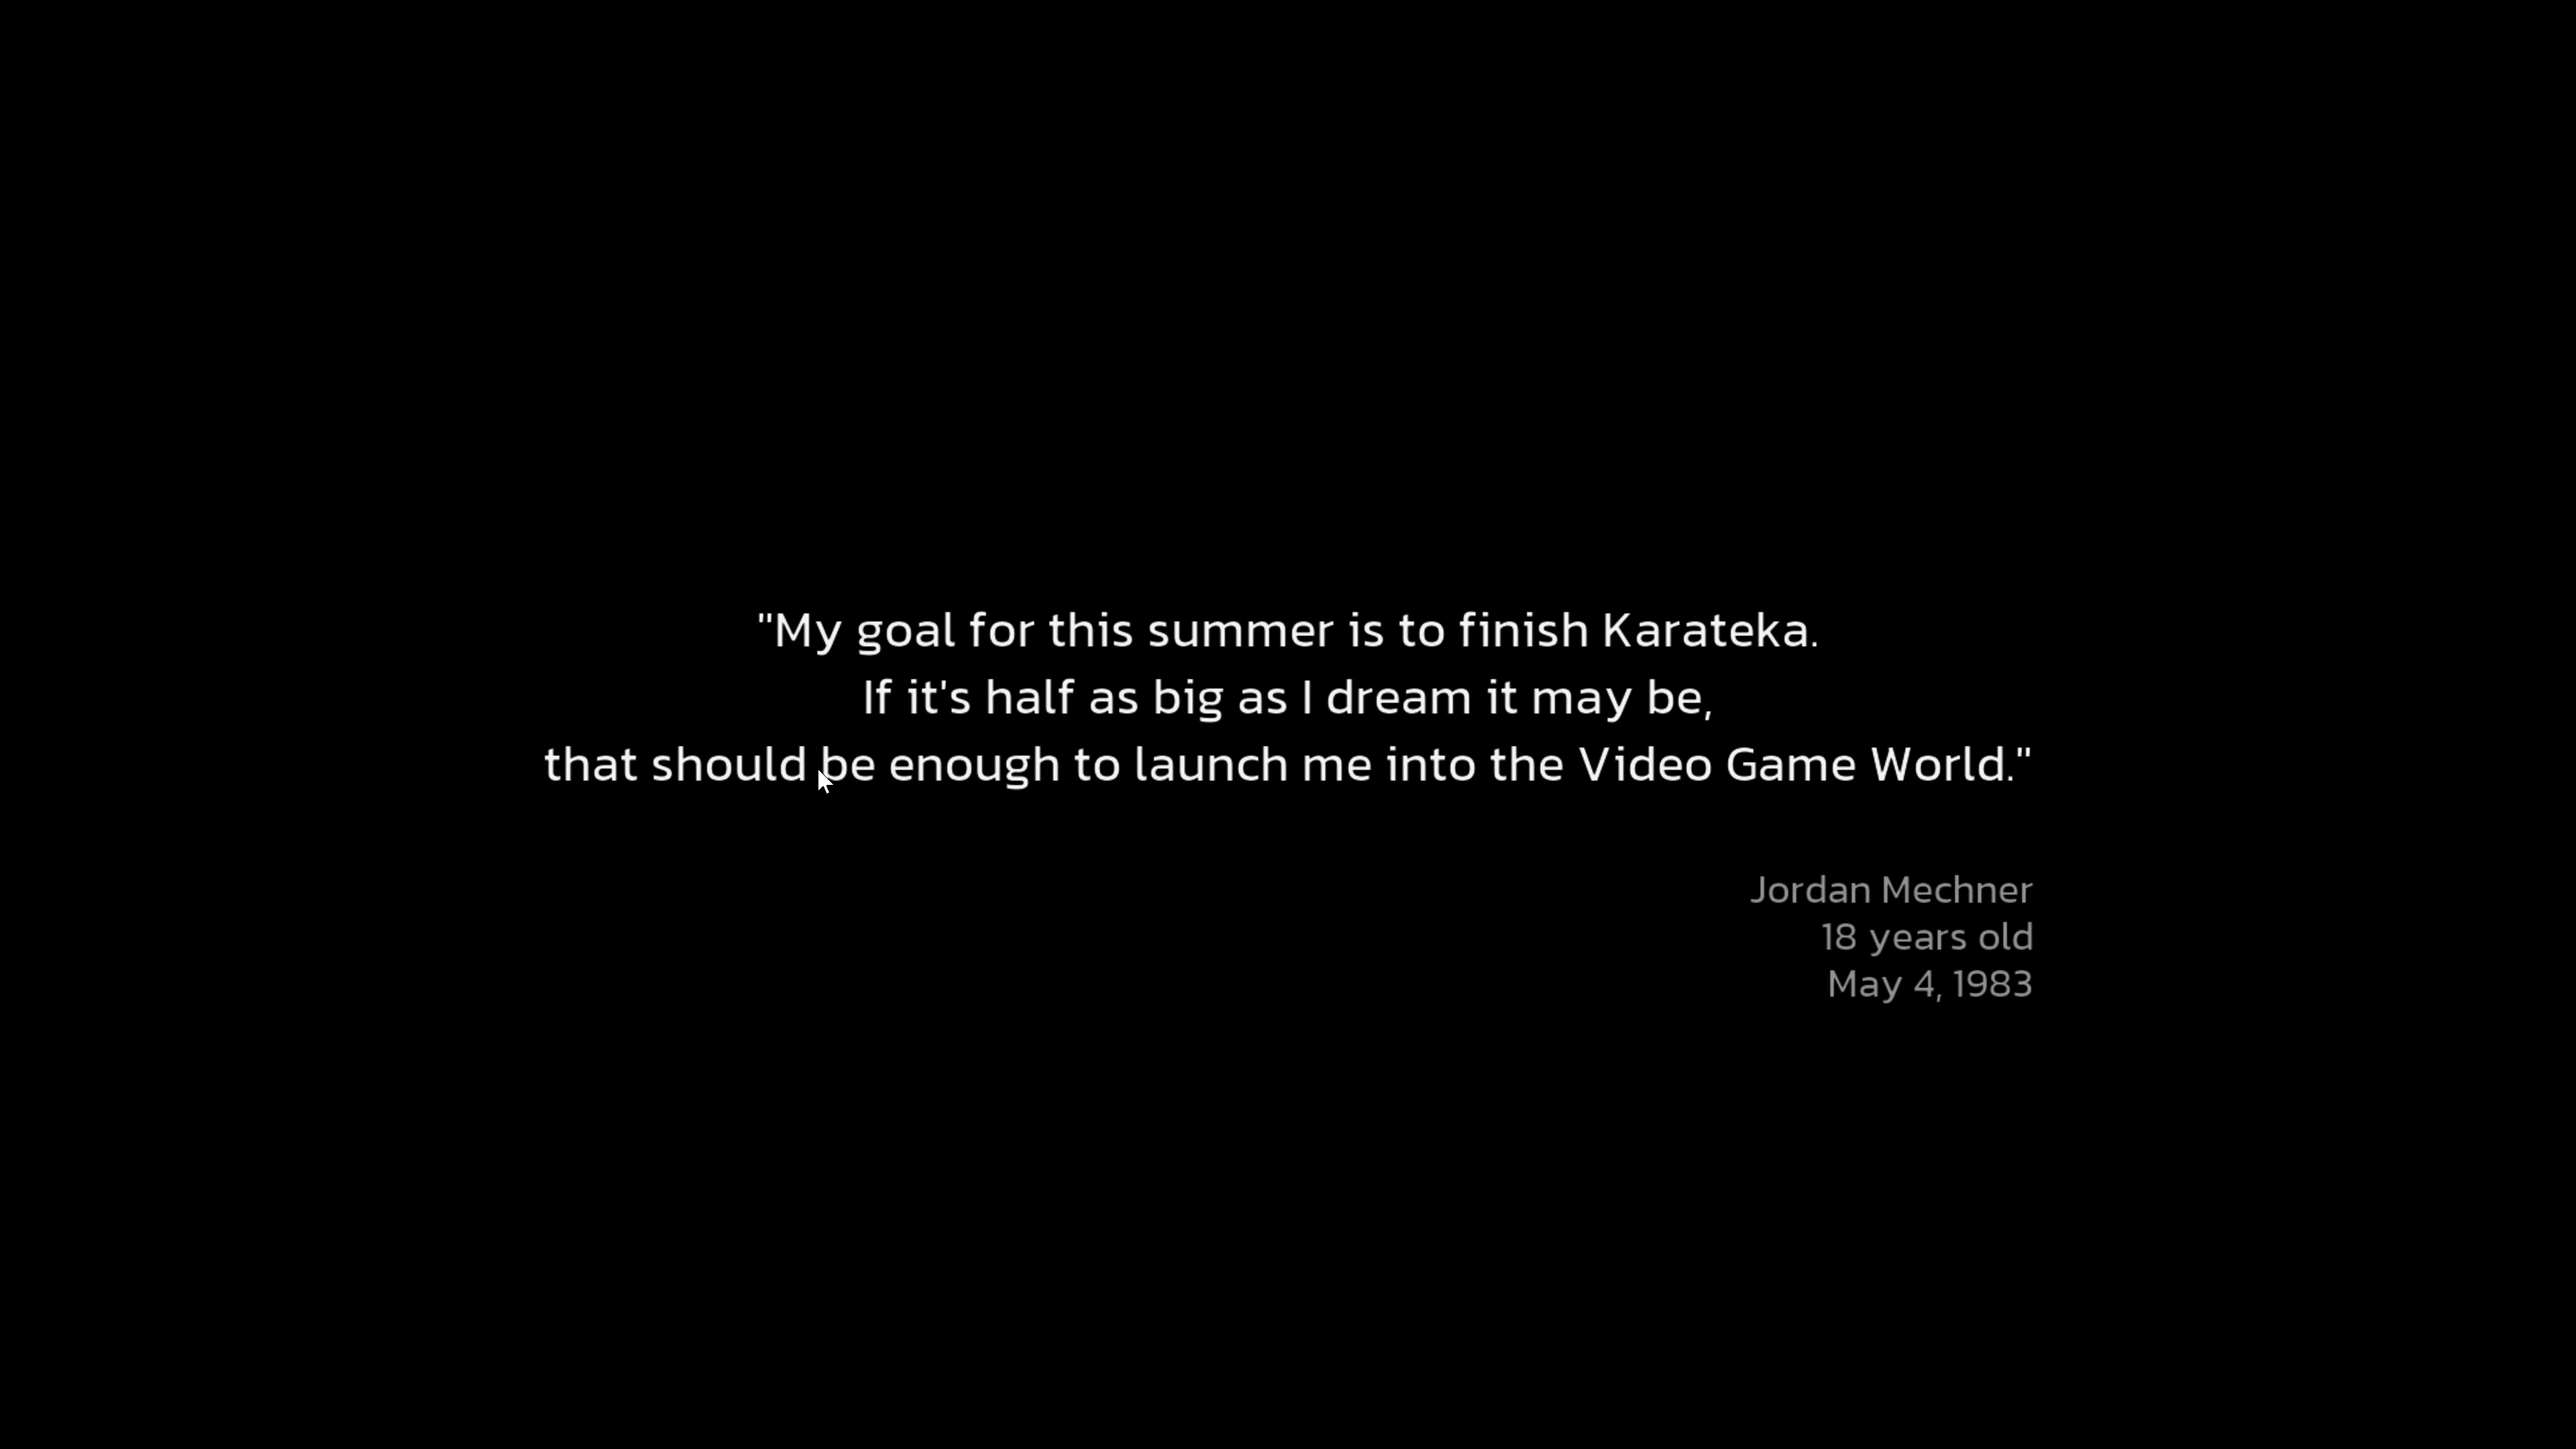 "My goal for this summer is to finish Karateka.
If it's half as big as I dream it may be,
that should be enough to launch me into the Video Game World."
Jordan Mechner
18 years old
May 4, 1983